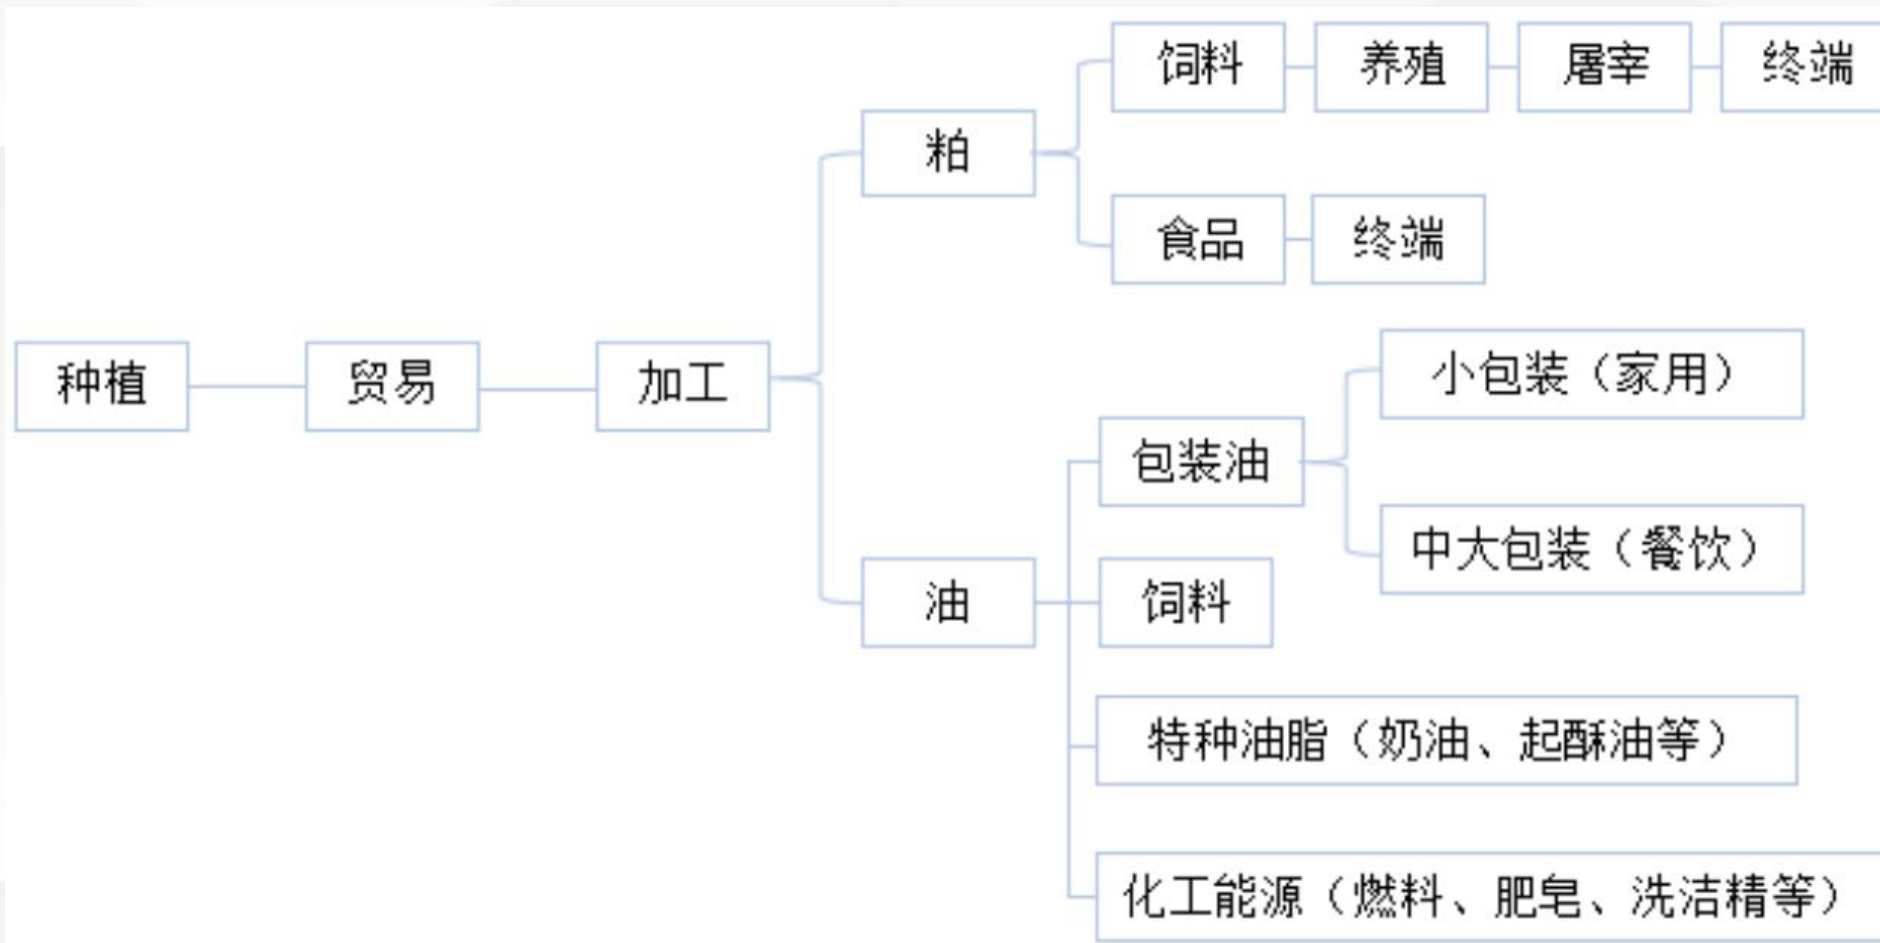 饲料
养殖
屠宰
终端
粕
食品
终端
种植
贸易
加工
小包装（家用）
包装油
中大包装（餐饮）
油
饲料
特种油脂（奶油、起酥油等）
化工能源（燃料、肥皂、洗洁精等）